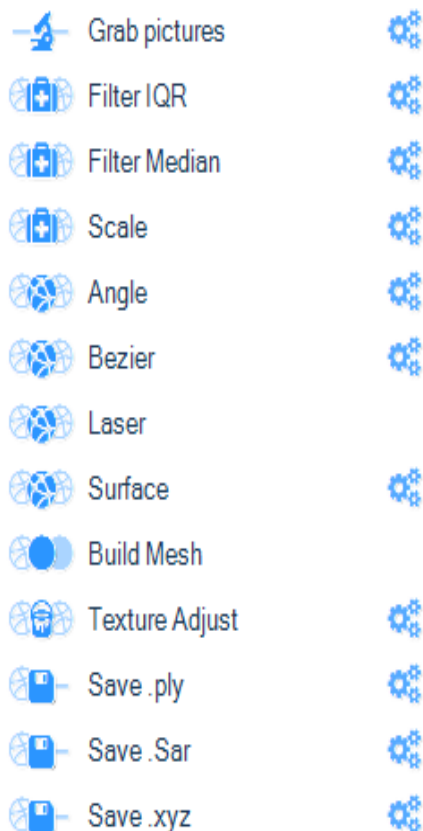 Grab pictures
Filter IQR
Filter Median
Scale
Angle
Bezier
Laser
Surface
Build Mesh
Texture Adjust
Save .ply
Save .Sar
Save .xyz